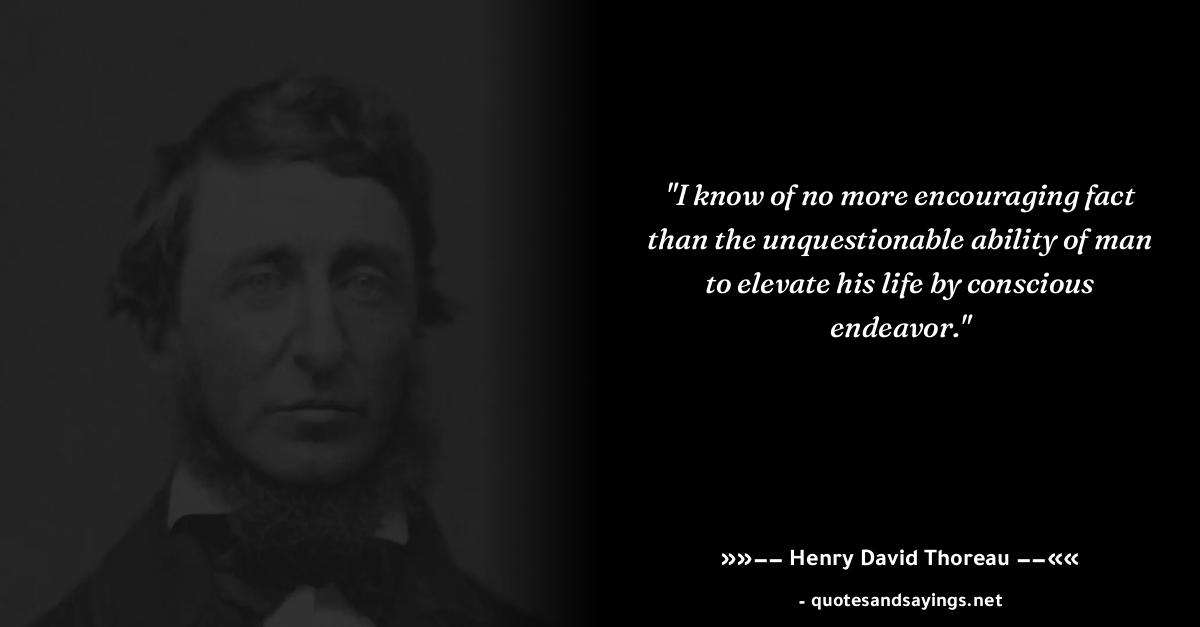 "I know of no more encouraging fact
than the unquestionable ability of man
to elevate his life by conscious
endeavor."
»»–– Henry David Thoreau ––««
- quotesandsayings.net